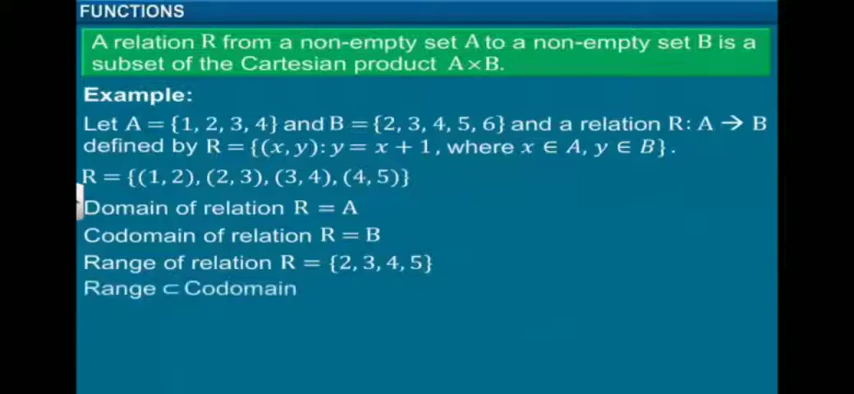 FUNCTIONS
A relation R from a non-empty set A to a non-empty set B is a
subset of the Cartesian product A×B.
Example:
Let A = {1, 2, 3, 4} and B = {2, 3, 4, 5, 6} and a relation R: A → B
defined by R = {(x, y): y = x + 1, where x ∈ A, y ∈ B}.
R = {(1, 2), (2, 3), (3, 4), (4, 5)}
Domain of relation R = A
Codomain of relation R = B
Range of relation R = {2, 3, 4, 5}
Range ⊂ Codomain